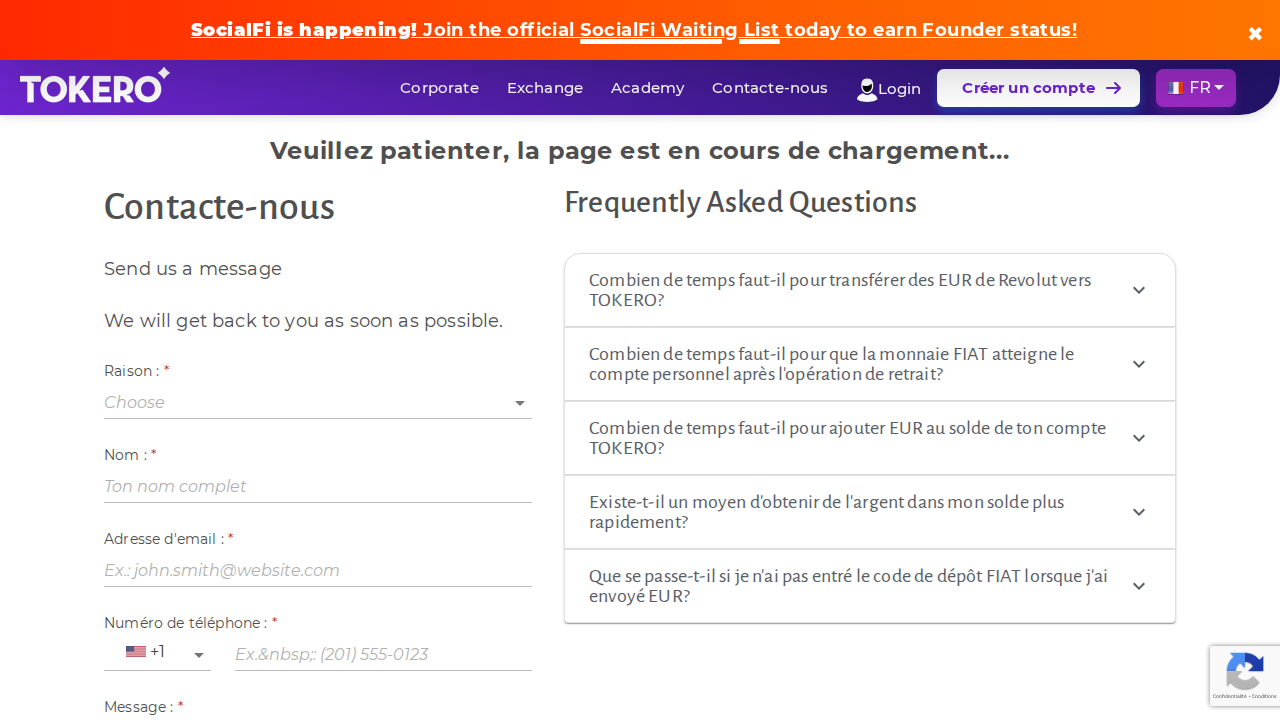 SocialFi is happening! Join the official SocialFi Waiting List today to earn Founder status!
✖
TOKERO
Corporate
Exchange
Academy
Contacte-nous
Login
Créer un compte
FR
Veuillez patienter, la page est en cours de chargement...
Contacte-nous
Send us a message
We will get back to you as soon as possible.
Raison : *
Choose
Nom : *
Ton nom complet
Adresse d'email : *
Ex.: john.smith@website.com
Numéro de téléphone : *
+1
Ex.&nbsp;: (201) 555-0123
Message : *
Frequently Asked Questions
Combien de temps faut-il pour transférer des EUR de Revolut vers
TOKERO?
Combien de temps faut-il pour que la monnaie FIAT atteigne le
compte personnel après l'opération de retrait?
Combien de temps faut-il pour ajouter EUR au solde de ton compte
TOKERO?
Existe-t-il un moyen d'obtenir de l'argent dans mon solde plus
rapidement?
Que se passe-t-il si je n'ai pas entré le code de dépôt FIAT lorsque j'ai
envoyé EUR?
Confidentialité • Conditions